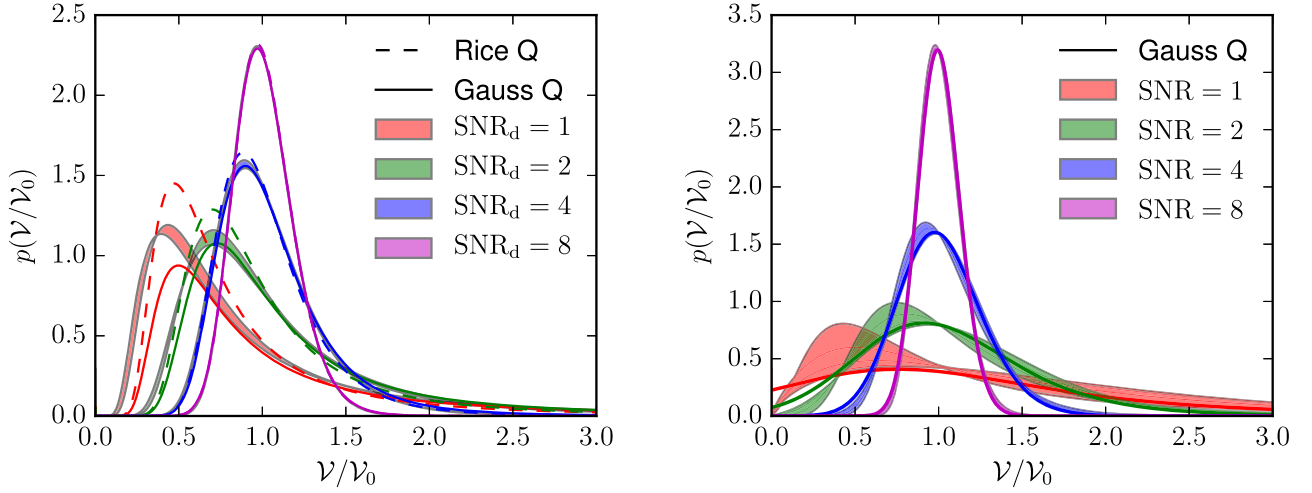 2.5
2.0
1.5
1.0
0.5
0.0
p(𝒱/𝒱₀)
0.0 0.5 1.0 1.5 2.0 2.5 3.0
𝒱/𝒱₀
Rice Q
Gauss Q
SNR_d = 1
SNR_d = 2
SNR_d = 4
SNR_d = 8
3.5
3.0
2.5
2.0
1.5
1.0
0.5
0.0
p(𝒱/𝒱₀)
0.0 0.5 1.0 1.5 2.0 2.5 3.0
𝒱/𝒱₀
Gauss Q
SNR = 1
SNR = 2
SNR = 4
SNR = 8